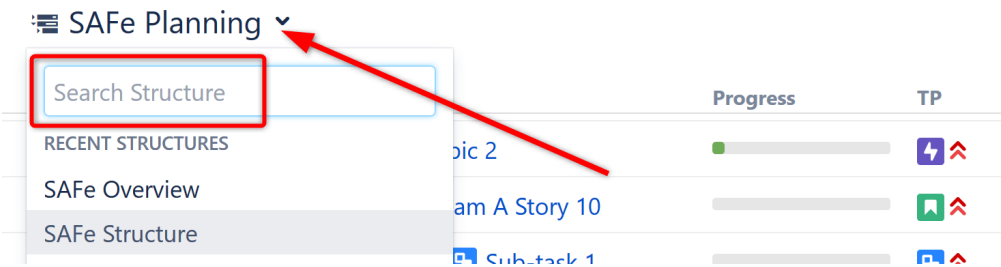 SAFe Planning
Search Structure
Progress TP
RECENT STRUCTURES
pic 2
SAFe Overview
am A Story 10
SAFe Structure
Sub-task 1